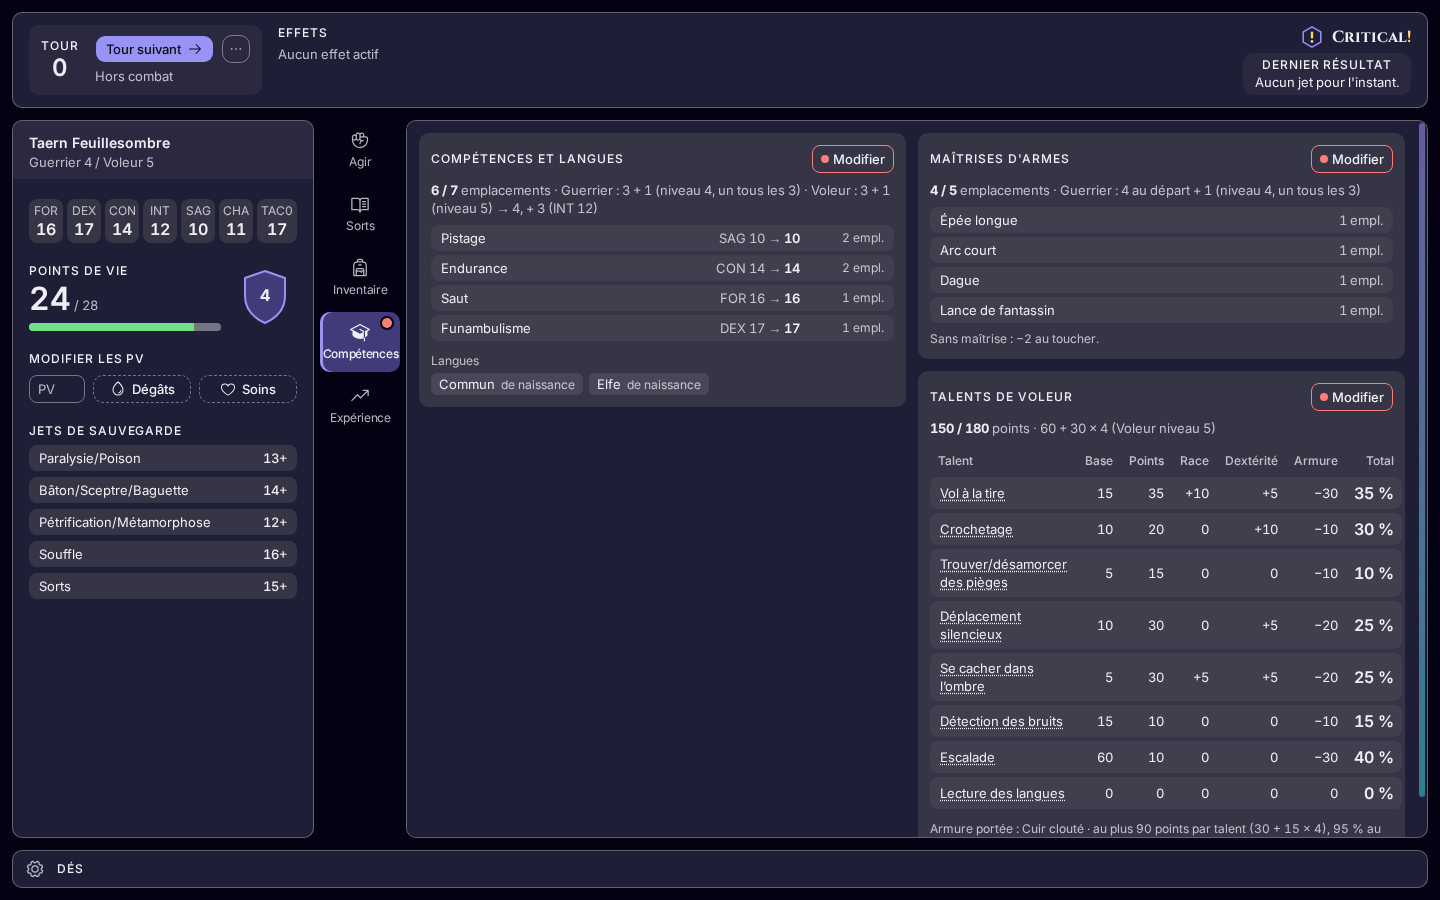 TOUR
0
Tour suivant →
...
Hors combat
EFFETS
Aucun effet actif
CRITICAL!
DERNIER RÉSULTAT
Aucun jet pour l'instant.
Taern Feuillesombre
Guerrier 4 / Voleur 5
FOR DEX CON INT SAG CHA TAC0
16 17 14 12 10 11 17
POINTS DE VIE
24 / 28
4
MODIFIER LES PV
PV Dégâts Soins
JETS DE SAUVEGARDE
Paralysie/Poison 13+
Bâton/Sceptre/Baguette 14+
Pétrification/Métamorphose 12+
Souffle 16+
Sorts 15+
Agir
Sorts
Inventaire
Compétences
Expérience
COMPÉTENCES ET LANGUES Modifier
6 / 7 emplacements · Guerrier : 3 + 1 (niveau 4, un tous les 3) · Voleur : 3 + 1
(niveau 5) → 4, + 3 (INT 12)
Pistage SAG 10 → 10 2 empl.
Endurance CON 14 → 14 2 empl.
Saut FOR 16 → 16 1 empl.
Funambulisme DEX 17 → 17 1 empl.
Langues
Commun de naissance Elfe de naissance
MAÎTRISES D'ARMES Modifier
4 / 5 emplacements · Guerrier : 4 au départ + 1 (niveau 4, un tous les 3)
Épée longue 1 empl.
Arc court 1 empl.
Dague 1 empl.
Lance de fantassin 1 empl.
Sans maîtrise : −2 au toucher.
TALENTS DE VOLEUR Modifier
150 / 180 points · 60 + 30 × 4 (Voleur niveau 5)
Talent Base Points Race Dextérité Armure Total
Vol à la tire 15 35 +10 +5 −30 35 %
Crochetage 10 20 0 +10 −10 30 %
Trouver/désamorcer
des pièges 5 15 0 0 −10 10 %
Déplacement
silencieux 10 30 0 +5 −20 25 %
Se cacher dans
l'ombre 5 30 +5 +5 −20 25 %
Détection des bruits 15 10 0 0 −10 15 %
Escalade 60 10 0 0 −30 40 %
Lecture des langues 0 0 0 0 0 0 %
Armure portée : Cuir clouté · au plus 90 points par talent (30 + 15 × 4), 95 % au
DÉS